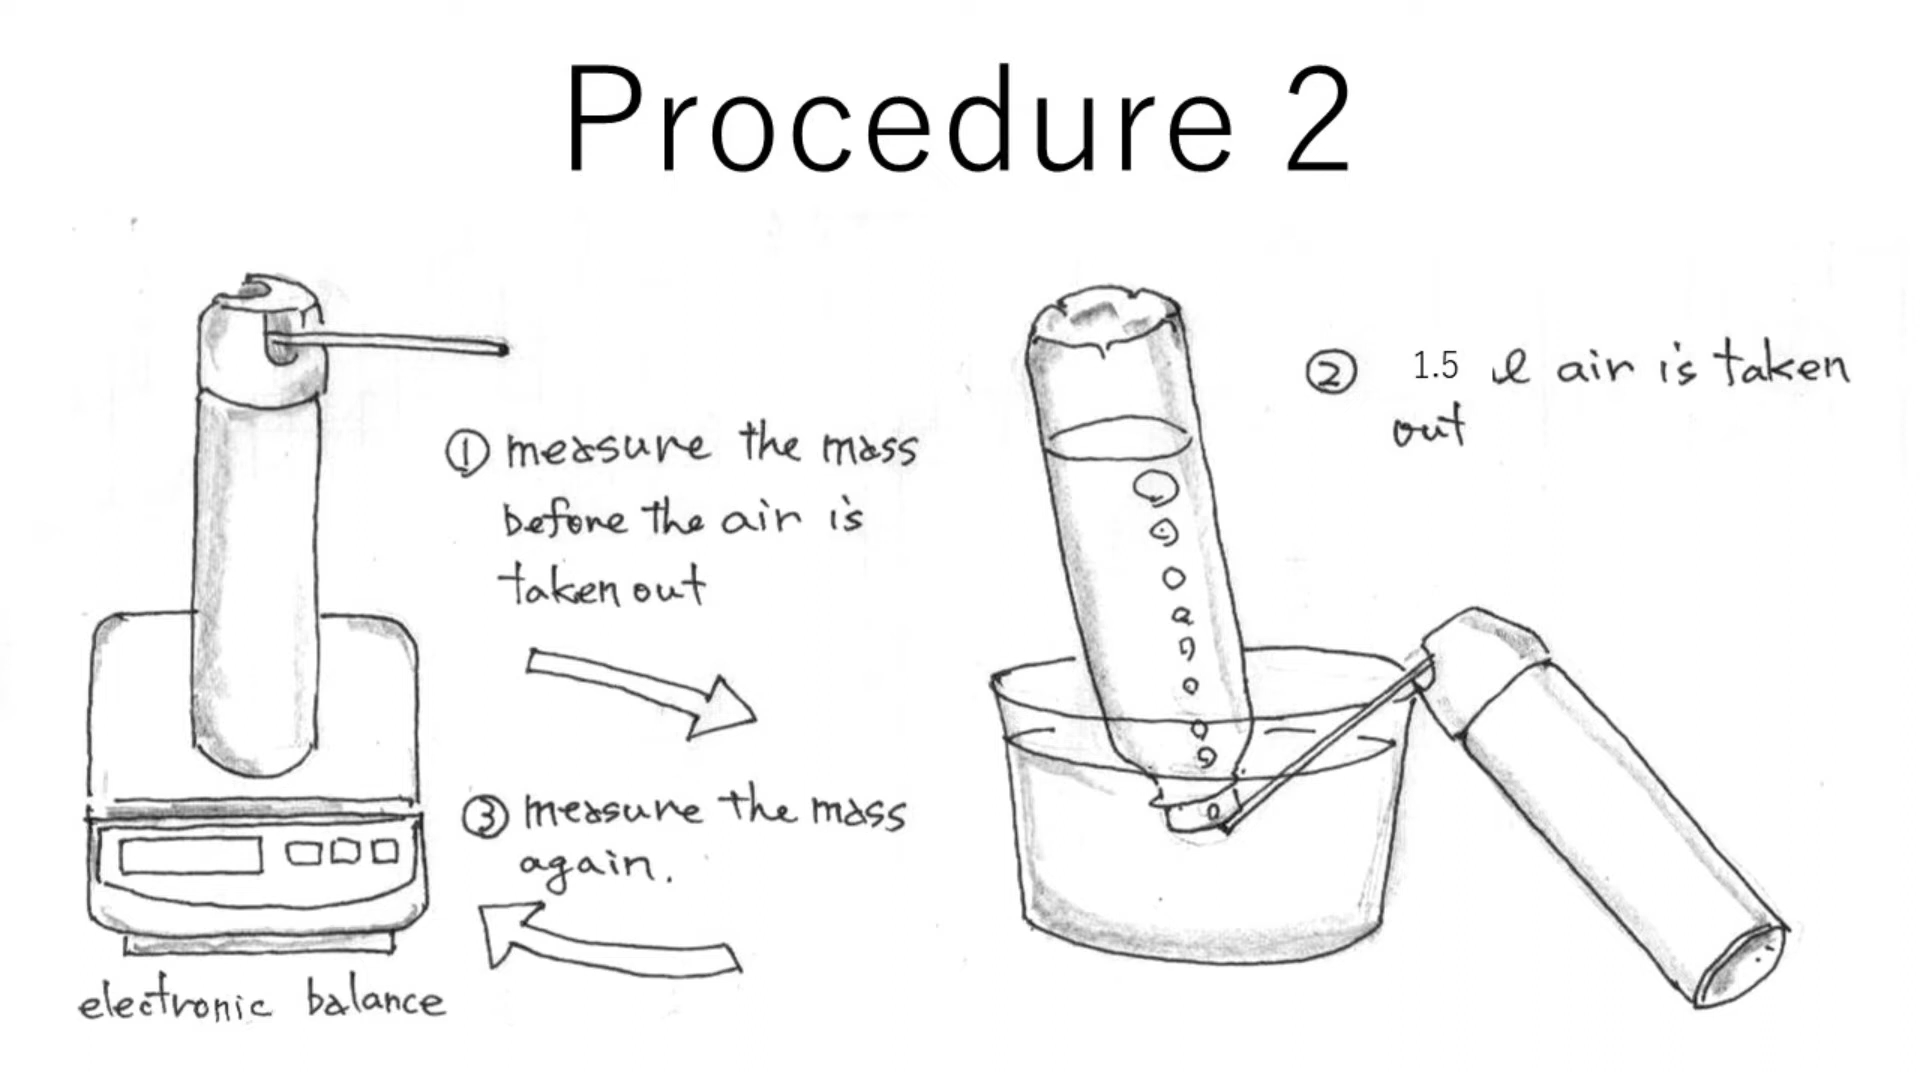 Procedure 2
① measure the mass
before the air is
taken out
② 1.5 ℓ air is taken
out
③ measure the mass
again.
electronic balance